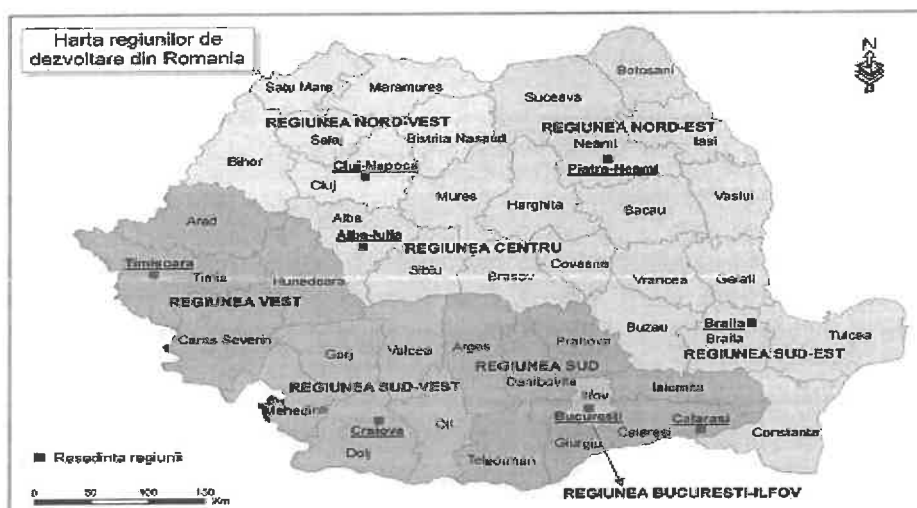 Harta regiunilor de
dezvoltare din Romania
N
Botosani
Satu Mare
Maramures
Suceava
REGIUNEA NORD-VEST
REGIUNEA NORD-EST
Salaj
Bistrita Nasaud
Neamt
Iasi
Bihor
Cluj-Napoca
Piatra-Neamt
Cluj
Mures
Harghita
Bacau
Vaslui
Arad
Alba
Alba-Iulia
REGIUNEA CENTRU
Timisoara
Timis
Hunedoara
Sibiu
Brasov
Covasna
Vrancea
Galati
REGIUNEA VEST
Caras Severin
Buzau
Braila
Braila
Tulcea
Gorj
Valcea
Arges
Prahova
REGIUNEA SUD-EST
REGIUNEA SUD
REGIUNEA SUD-VEST
Dambovita
Ialomita
Ilfov
Mehedinti
Craiova
Olt
Bucuresti
Calarasi
Calarasi
Constanta
Dolj
Teleorman
Giurgiu
Resedinta regiunii
REGIUNEA BUCURESTI-ILFOV
0 50 100 150
Km